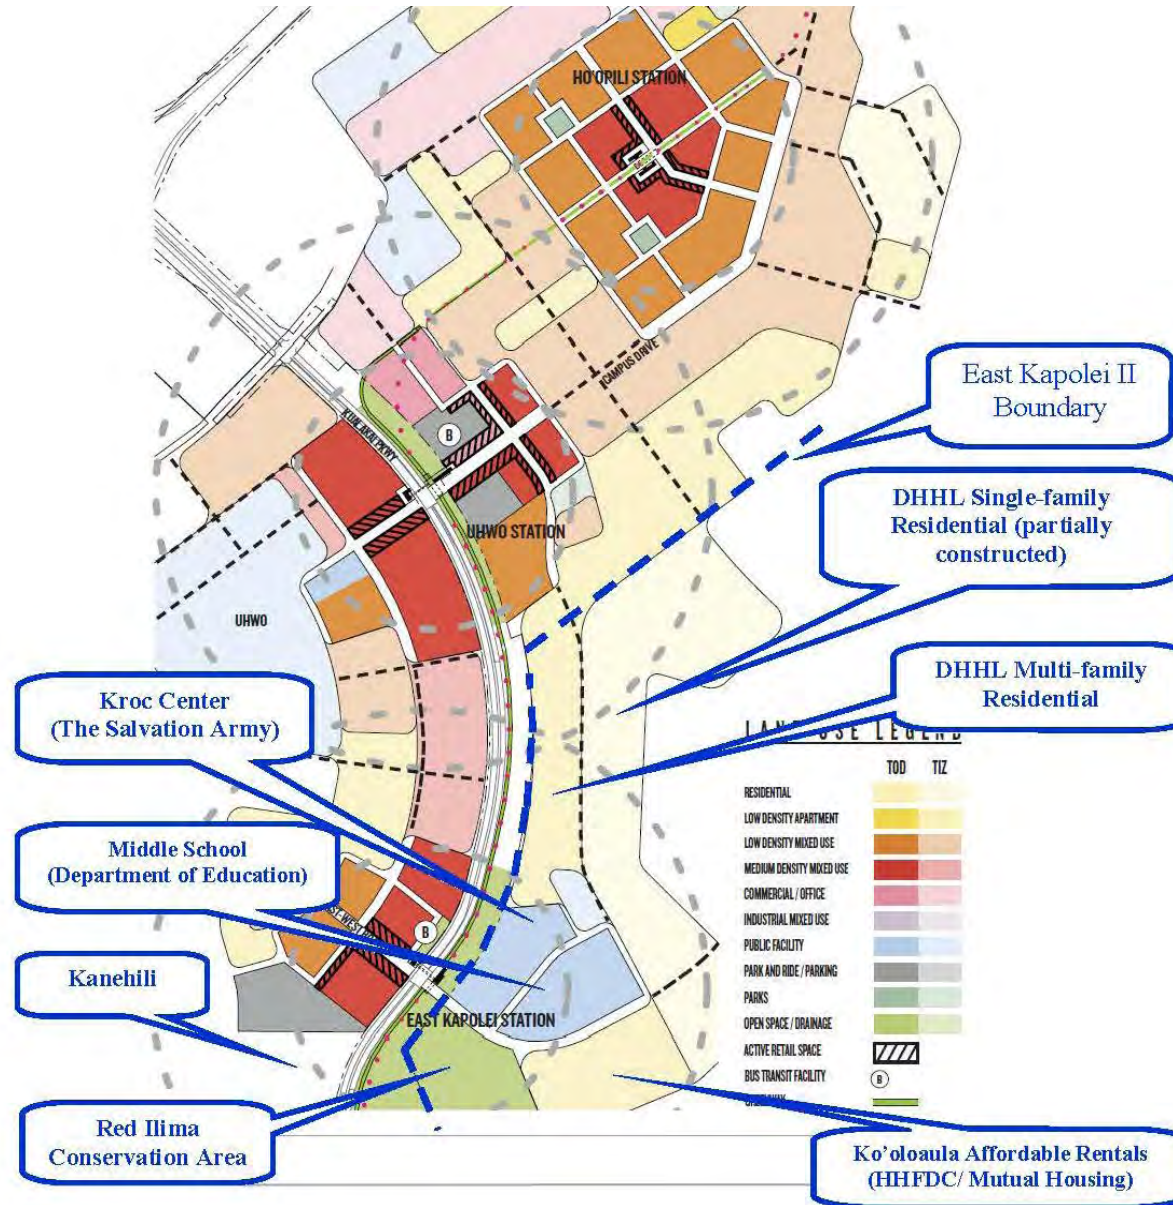 HO'OPILI STATION
CAMPUS DRIVE
KUALAKAI PKWY
B
UHWO STATION
UHWO
East Kapolei II
Boundary
DHHL Single-family
Residential (partially
constructed)
DHHL Multi-family
Residential
Kroc Center
(The Salvation Army)
Middle School
(Department of Education)
Kanehili
B
EAST KAPOLEI STATION
Red Ilima
Conservation Area
Ko'oloaula Affordable Rentals
(HHFDC/ Mutual Housing)
LEGEND
TOD TIZ
RESIDENTIAL
LOW DENSITY APARTMENT
LOW DENSITY MIXED USE
MEDIUM DENSITY MIXED USE
COMMERCIAL / OFFICE
INDUSTRIAL MIXED USE
PUBLIC FACILITY
PARK AND RIDE / PARKING
PARKS
OPEN SPACE / DRAINAGE
ACTIVE RETAIL SPACE
BUS TRANSIT FACILITY B